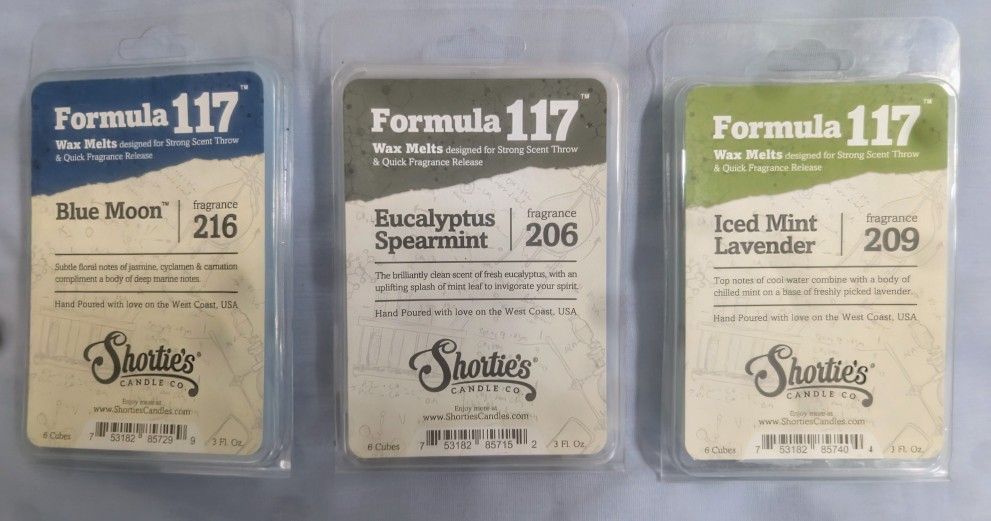 Formula 117™
Wax Melts designed for Strong Scent Throw
& Quick Fragrance Release
Blue Moon™
fragrance
216
Subtle floral notes of jasmine, cyclamen & carnation
compliment a body of deep marine notes.
Hand Poured with love on the West Coast, USA
Shortie's®
CANDLE CO.
Enjoy more at
www.ShortiesCandles.com
6 Cubes
7 53182 85729 9
3 Fl. Oz.
Formula 117™
Wax Melts designed for Strong Scent Throw
& Quick Fragrance Release
Eucalyptus
Spearmint
fragrance
206
The brilliantly clean scent of fresh eucalyptus, with an
uplifting splash of mint leaf to invigorate your spirit.
Hand Poured with love on the West Coast, USA
Shortie's®
CANDLE CO.
Enjoy more at
www.ShortiesCandles.com
6 Cubes
7 53182 85715 2
3 Fl. Oz.
Formula 117™
Wax Melts designed for Strong Scent Throw
& Quick Fragrance Release
Iced Mint
Lavender
fragrance
209
Top notes of cool water combine with a body of
chilled mint on a base of freshly picked lavender.
Hand Poured with love on the West Coast, USA
Shortie's®
CANDLE CO.
Enjoy more at
www.ShortiesCandles.com
6 Cubes
7 53182 85740 4
3 Fl. Oz.